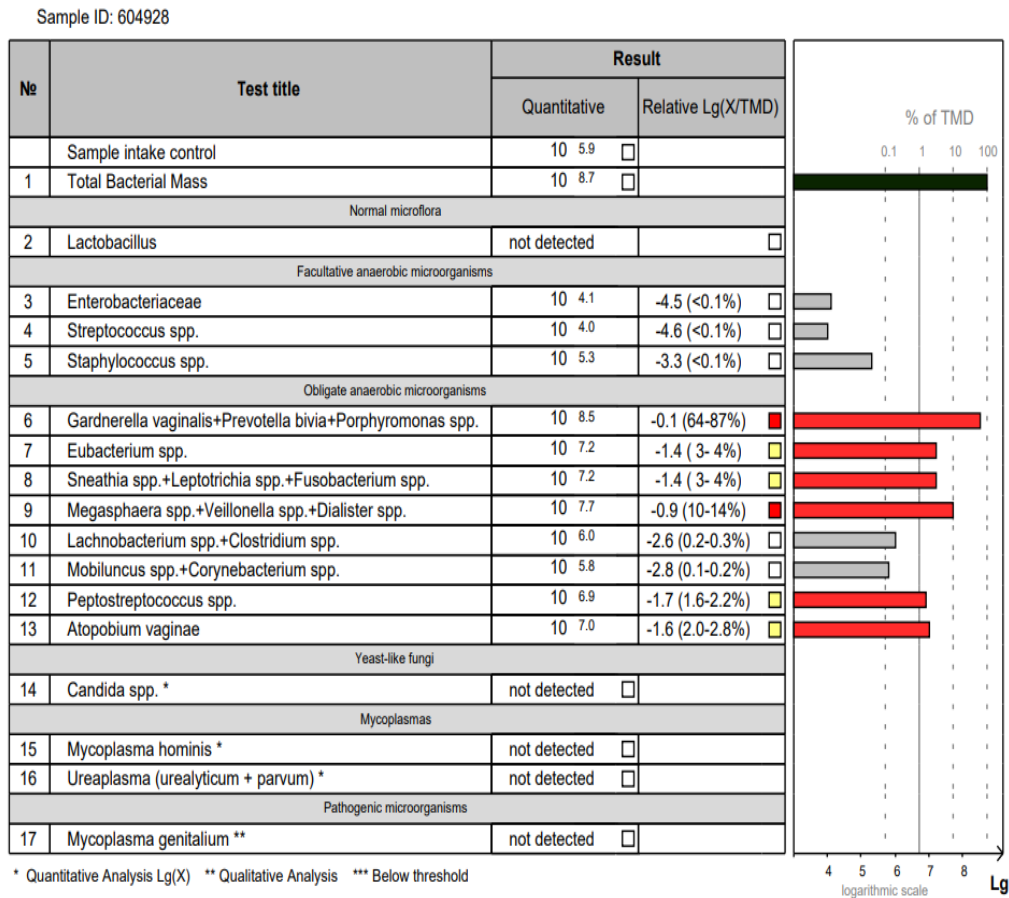 Sample ID: 604928
№ Test title Result
Quantitative Relative Lg(X/TMD)
% of TMD
0.1 1 10 100
Sample intake control 10 5.9
1 Total Bacterial Mass 10 8.7
Normal microflora
2 Lactobacillus not detected
Facultative anaerobic microorganisms
3 Enterobacteriaceae 10 4.1 -4.5 (<0.1%)
4 Streptococcus spp. 10 4.0 -4.6 (<0.1%)
5 Staphylococcus spp. 10 5.3 -3.3 (<0.1%)
Obligate anaerobic microorganisms
6 Gardnerella vaginalis+Prevotella bivia+Porphyromonas spp. 10 8.5 -0.1 (64-87%)
7 Eubacterium spp. 10 7.2 -1.4 ( 3- 4%)
8 Sneathia spp.+Leptotrichia spp.+Fusobacterium spp. 10 7.2 -1.4 ( 3- 4%)
9 Megasphaera spp.+Veillonella spp.+Dialister spp. 10 7.7 -0.9 (10-14%)
10 Lachnobacterium spp.+Clostridium spp. 10 6.0 -2.6 (0.2-0.3%)
11 Mobiluncus spp.+Corynebacterium spp. 10 5.8 -2.8 (0.1-0.2%)
12 Peptostreptococcus spp. 10 6.9 -1.7 (1.6-2.2%)
13 Atopobium vaginae 10 7.0 -1.6 (2.0-2.8%)
Yeast-like fungi
14 Candida spp. * not detected
Mycoplasmas
15 Mycoplasma hominis * not detected
16 Ureaplasma (urealyticum + parvum) * not detected
Pathogenic microorganisms
17 Mycoplasma genitalium ** not detected
4 5 6 7 8 Lg
logarithmic scale
* Quantitative Analysis Lg(X) ** Qualitative Analysis *** Below threshold